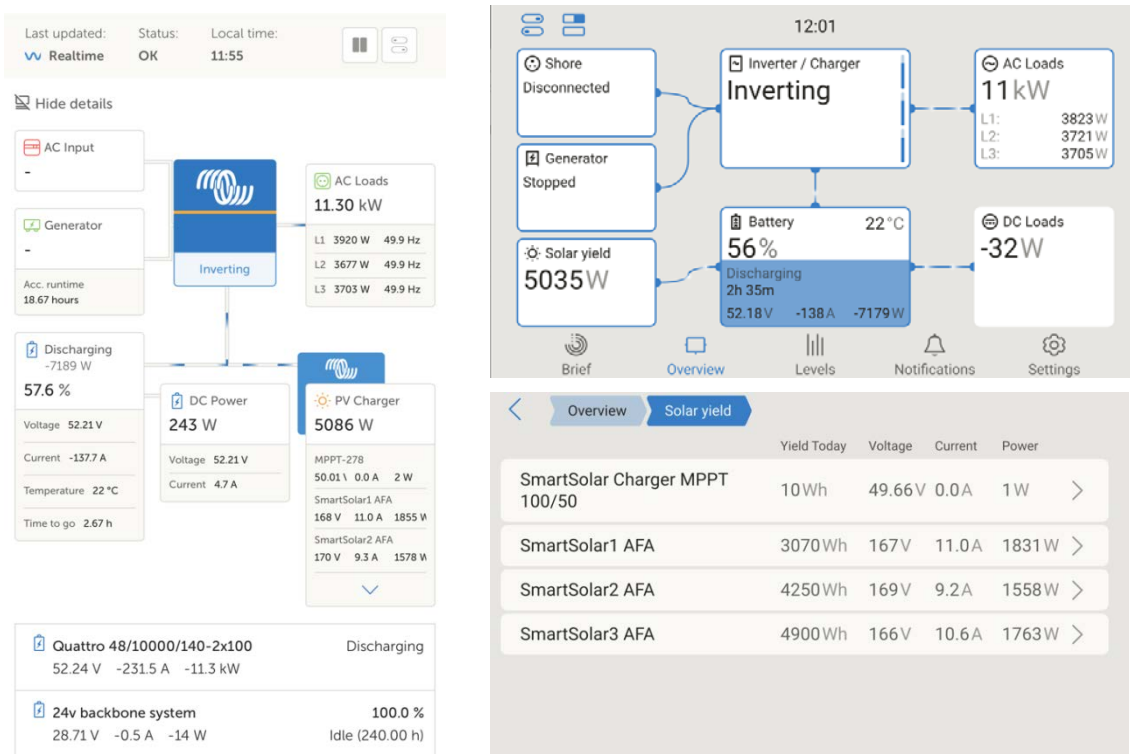 Last updated: Status: Local time:
Realtime OK 11:55
Hide details
AC Input
-
Generator
-
Acc. runtime
18.67 hours
Inverting
AC Loads
11.30 kW
L1 3920 W 49.9 Hz
L2 3677 W 49.9 Hz
L3 3703 W 49.9 Hz
Discharging
-7189 W
57.6 %
Voltage 52.21 V
Current -137.7 A
Temperature 22 °C
Time to go 2.67 h
DC Power
243 W
Voltage 52.21 V
Current 4.7 A
PV Charger
5086 W
MPPT-278
50.01 \ 0.0 A 2 W
SmartSolar1 AFA
168 V 11.0 A 1855 W
SmartSolar2 AFA
170 V 9.3 A 1578 W
Quattro 48/10000/140-2x100 Discharging
52.24 V -231.5 A -11.3 kW
24v backbone system 100.0 %
28.71 V -0.5 A -14 W Idle (240.00 h)
12:01
Shore
Disconnected
Generator
Stopped
Solar yield
5035W
Inverter / Charger
Inverting
Battery 22°C
56%
Discharging
2h 35m
52.18V -138A -7179W
AC Loads
11kW
L1: 3823W
L2: 3721W
L3: 3705W
DC Loads
-32W
Brief Overview Levels Notifications Settings
Overview Solar yield
Yield Today Voltage Current Power
SmartSolar Charger MPPT
100/50 10Wh 49.66V 0.0A 1W
SmartSolar1 AFA 3070Wh 167V 11.0A 1831W
SmartSolar2 AFA 4250Wh 169V 9.2A 1558W
SmartSolar3 AFA 4900Wh 166V 10.6A 1763W